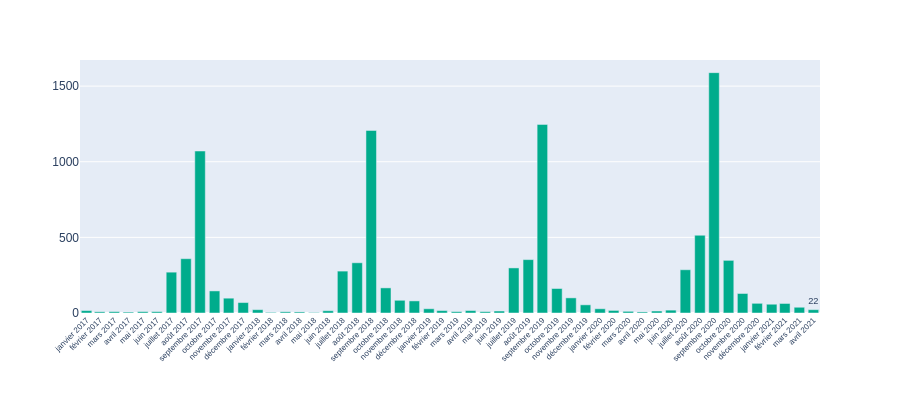 1500
1000
500
0
22
janvier 2017
février 2017
mars 2017
avril 2017
mai 2017
juin 2017
juillet 2017
août 2017
septembre 2017
octobre 2017
novembre 2017
décembre 2017
janvier 2018
février 2018
mars 2018
avril 2018
mai 2018
juin 2018
juillet 2018
août 2018
septembre 2018
octobre 2018
novembre 2018
décembre 2018
janvier 2019
février 2019
mars 2019
avril 2019
mai 2019
juin 2019
juillet 2019
août 2019
septembre 2019
octobre 2019
novembre 2019
décembre 2019
janvier 2020
février 2020
mars 2020
avril 2020
mai 2020
juin 2020
juillet 2020
août 2020
septembre 2020
octobre 2020
novembre 2020
décembre 2020
janvier 2021
février 2021
mars 2021
avril 2021